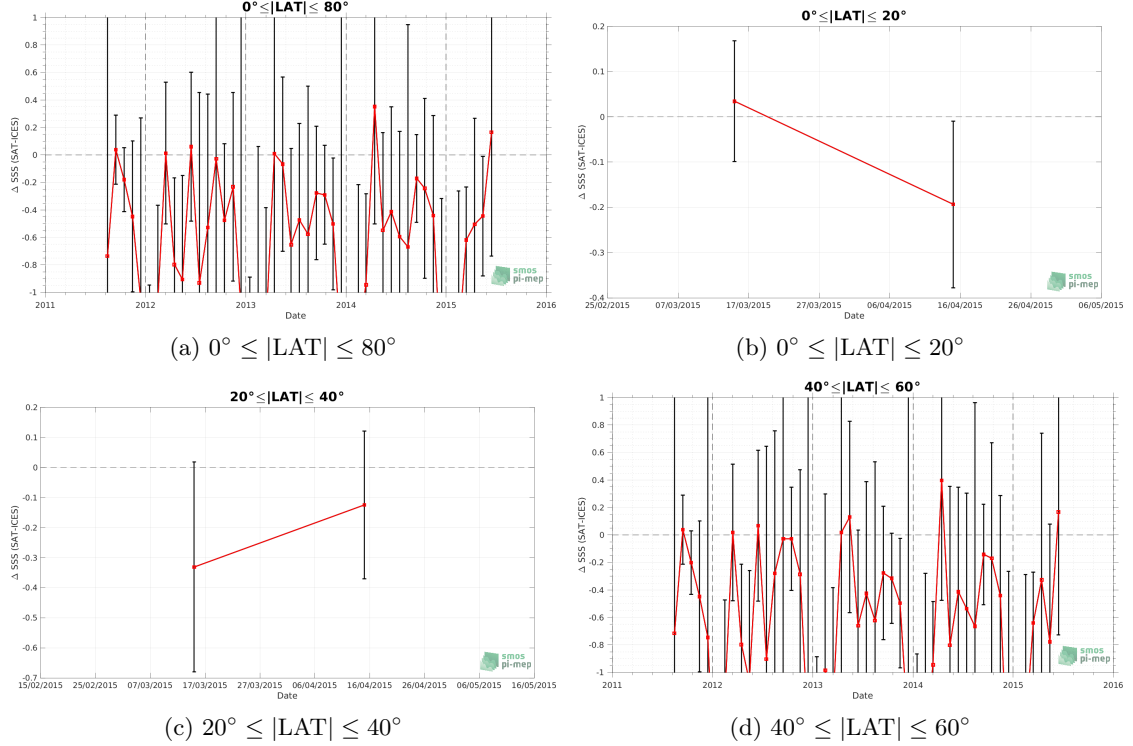 0°≤|LAT|≤ 80°
1
0.8
0.6
0.4
0.2
0
-0.2
-0.4
-0.6
-0.8
-1
Δ SSS (SAT-ICES)
2011
2012
2013
2014
2015
2016
Date
smos
pi-mep
(a) 0° ≤ |LAT| ≤ 80°
0°≤|LAT|≤ 20°
0.2
0.1
0
-0.1
-0.2
-0.3
-0.4
Δ SSS (SAT-ICES)
25/02/2015
07/03/2015
17/03/2015
27/03/2015
06/04/2015
16/04/2015
26/04/2015
06/05/2015
Date
smos
pi-mep
(b) 0° ≤ |LAT| ≤ 20°
20°≤|LAT|≤ 40°
0.2
0.1
0
-0.1
-0.2
-0.3
-0.4
-0.5
-0.6
-0.7
Δ SSS (SAT-ICES)
15/02/2015
25/02/2015
07/03/2015
17/03/2015
27/03/2015
06/04/2015
16/04/2015
26/04/2015
06/05/2015
16/05/2015
Date
smos
pi-mep
(c) 20° ≤ |LAT| ≤ 40°
40°≤|LAT|≤ 60°
1
0.8
0.6
0.4
0.2
0
-0.2
-0.4
-0.6
-0.8
-1
Δ SSS (SAT-ICES)
2011
2012
2013
2014
2015
2016
Date
smos
pi-mep
(d) 40° ≤ |LAT| ≤ 60°